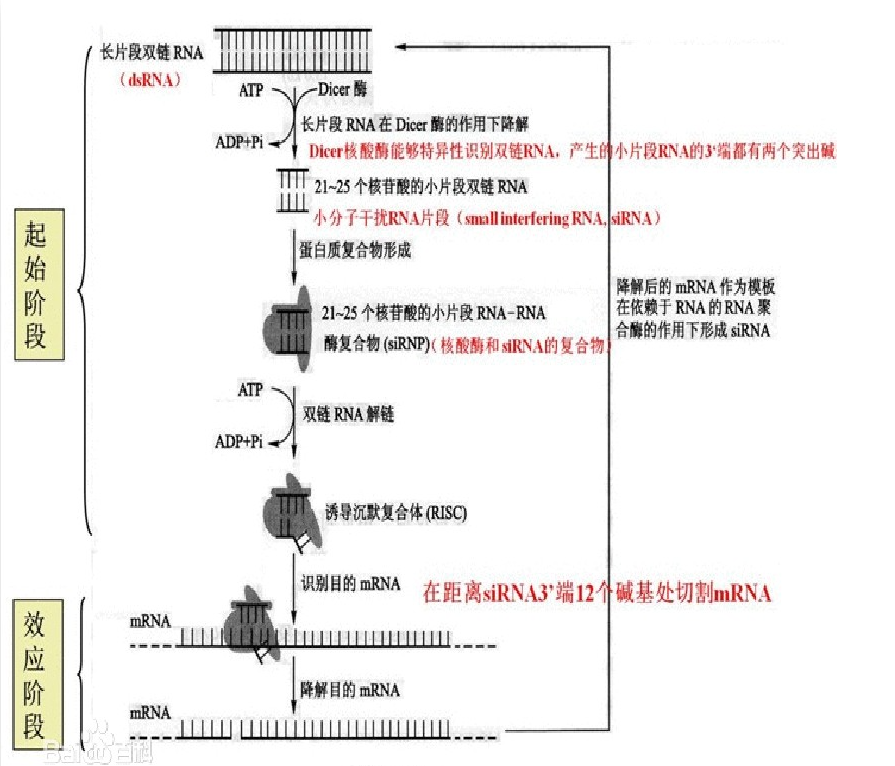 长片段双链 RNA
（dsRNA）
ATP
Dicer 酶
ADP+Pi
长片段 RNA 在 Dicer 酶的作用下降解
Dicer核酸酶能够特异性识别双链RNA，产生的小片段RNA的3'端都有两个突出碱
21~25 个核苷酸的小片段双链 RNA
小分子干扰RNA片段（small interfering RNA, siRNA）
蛋白质复合物形成
起始阶段
21~25 个核苷酸的小片段 RNA-RNA
酶复合物 (siRNP)（核酸酶和siRNA的复合物）
降解后的 mRNA 作为模板
在依赖于 RNA 的 RNA 聚
合酶的作用下形成 siRNA
ATP
双链 RNA 解链
ADP+Pi
诱导沉默复合体 (RISC)
识别目的 mRNA
在距离siRNA3’端12个碱基处切割mRNA
效应阶段
mRNA
降解目的 mRNA
mRNA
Bai百科